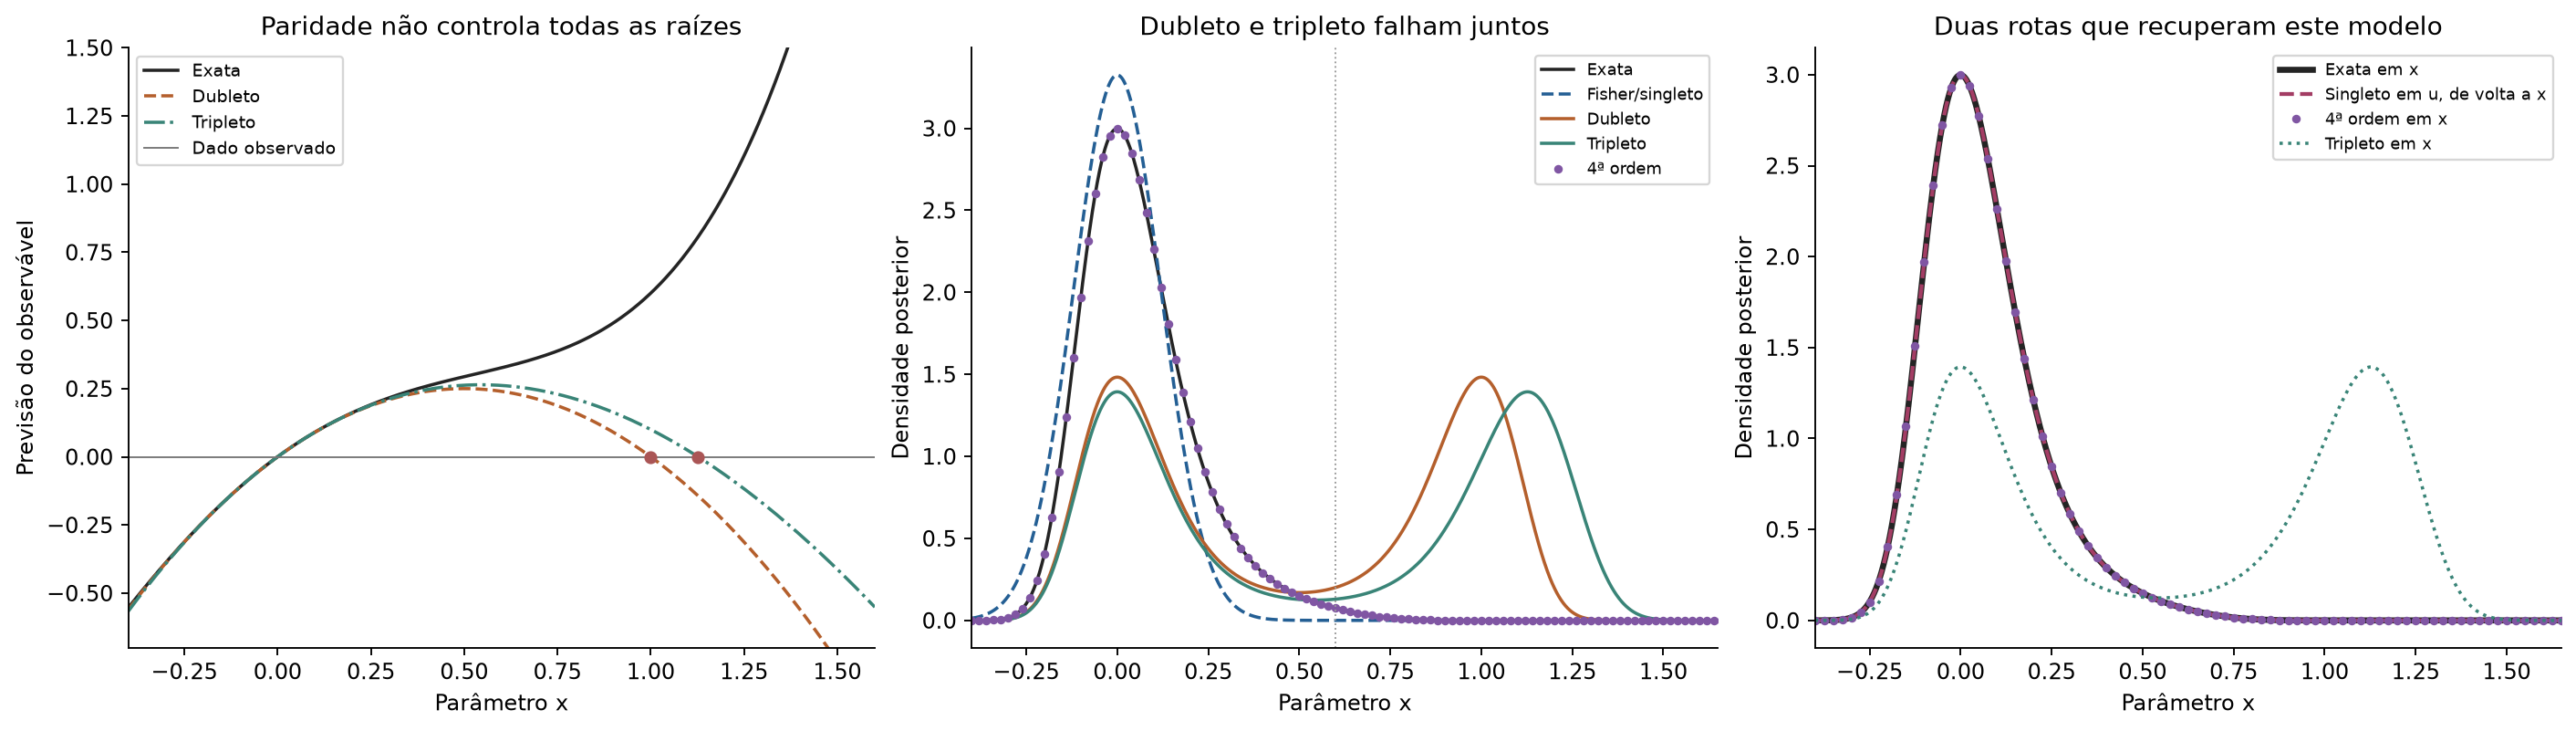 Paridade não controla todas as raízes
Exata
Dubleto
Tripleto
Dado observado
1.50
1.25
1.00
0.75
0.50
0.25
0.00
−0.25
−0.50
Previsão do observável
−0.25 0.00 0.25 0.50 0.75 1.00 1.25 1.50
Parâmetro x
Dubleto e tripleto falham juntos
Exata
Fisher/singleto
Dubleto
Tripleto
4ª ordem
3.0
2.5
2.0
1.5
1.0
0.5
0.0
Densidade posterior
−0.25 0.00 0.25 0.50 0.75 1.00 1.25 1.50
Parâmetro x
Duas rotas que recuperam este modelo
Exata em x
Singleto em u, de volta a x
4ª ordem em x
Tripleto em x
3.0
2.5
2.0
1.5
1.0
0.5
0.0
Densidade posterior
−0.25 0.00 0.25 0.50 0.75 1.00 1.25 1.50
Parâmetro x